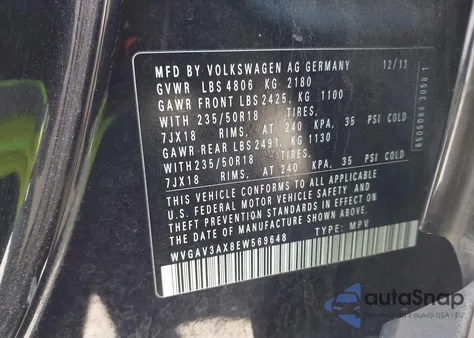 MFD BY VOLKSWAGEN AG GERMANY 12/13
GVWR LBS 4806 KG 2180
GAWR FRONT LBS 2425, KG 1100
WITH 235/50R18 TIRES,
7JX18 RIMS, AT 240 KPA, 35 PSI COLD
GAWR REAR LBS 2491, KG 1130
WITH 235/50R18 TIRES,
7JX18 RIMS, AT 240 KPA, 35 PSI COLD
THIS VEHICLE CONFORMS TO ALL APPLICABLE
U.S. FEDERAL MOTOR VEHICLE SAFETY AND
THEFT PREVENTION STANDARDS IN EFFECT ON
THE DATE OF MANUFACTURE SHOWN ABOVE
WVGAV3AX8EW569648 TYPE: MPV
autoSnap